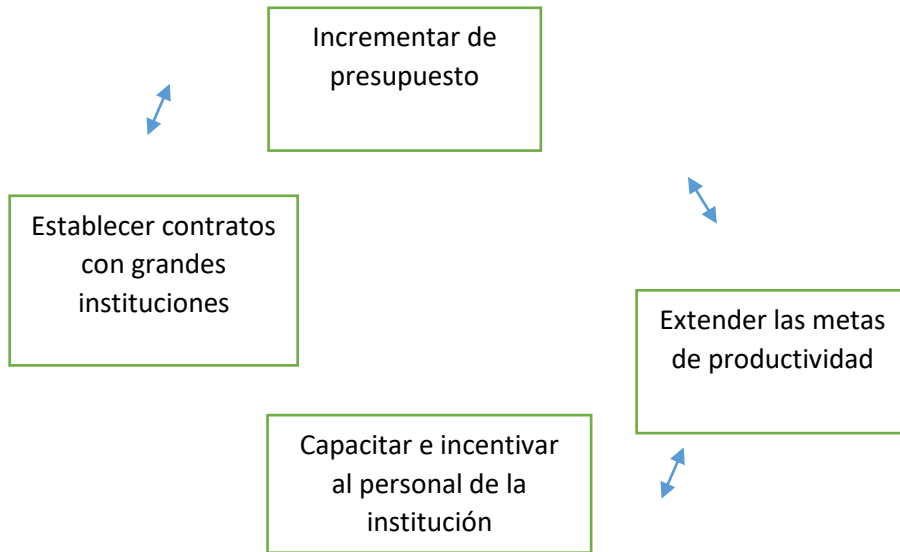 Incrementar de
presupuesto
Establecer contratos
con grandes
instituciones
Extender las metas
de productividad
Capacitar e incentivar
al personal de la
institución